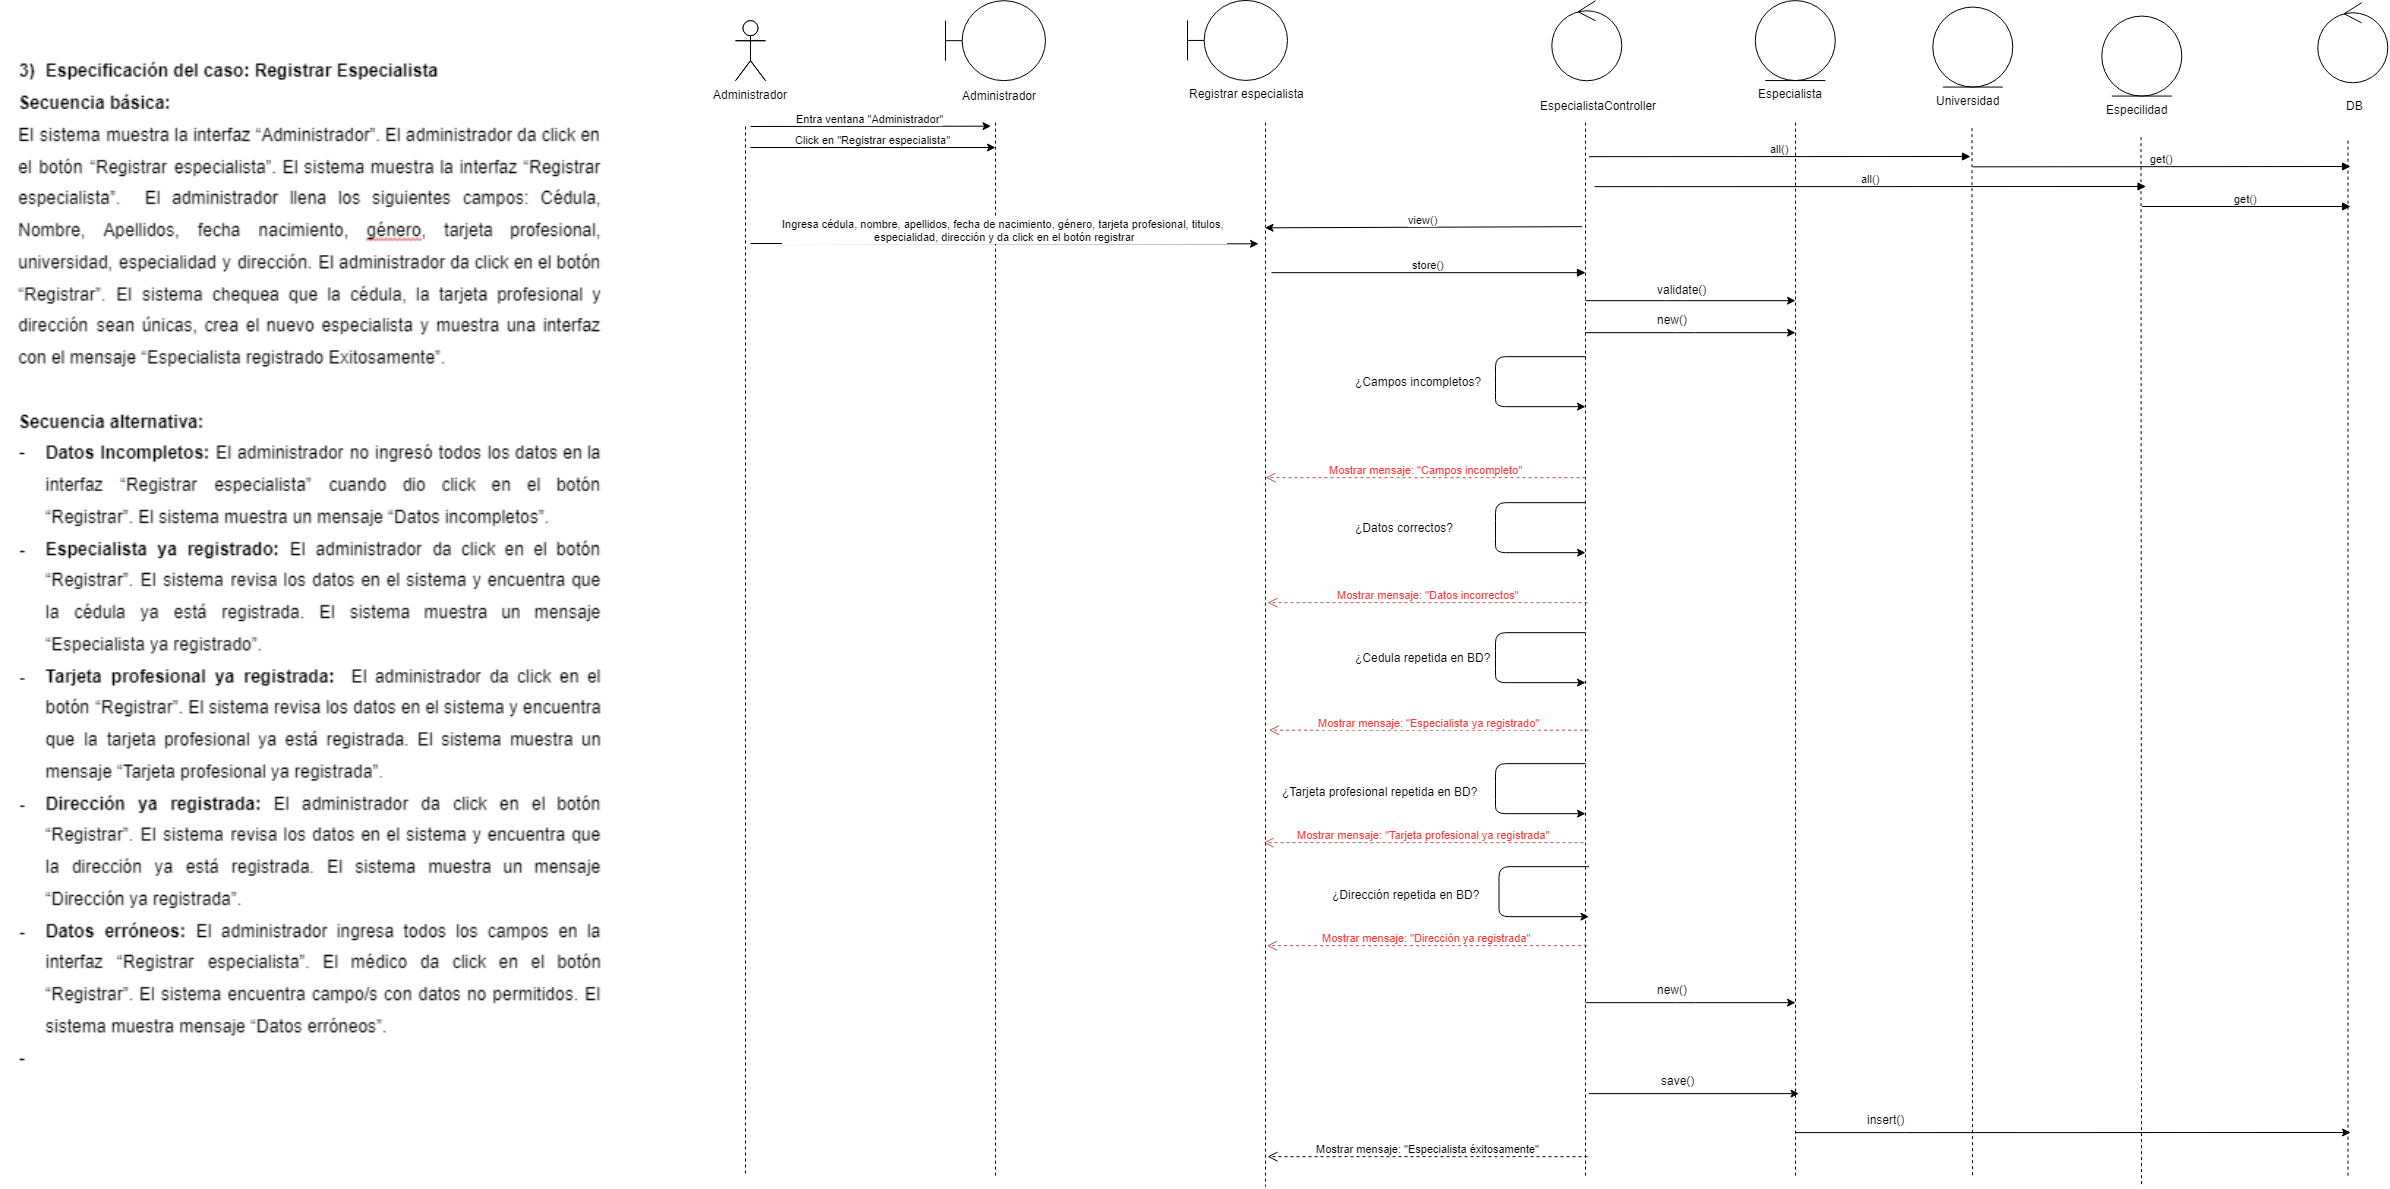 3) Especificación del caso: Registrar Especialista
Secuencia básica:
El sistema muestra la interfaz “Administrador”. El administrador da click en
el botón “Registrar especialista”. El sistema muestra la interfaz “Registrar
especialista”. El administrador llena los siguientes campos: Cédula,
Nombre, Apellidos, fecha nacimiento, género, tarjeta profesional,
universidad, especialidad y dirección. El administrador da click en el botón
“Registrar”. El sistema chequea que la cédula, la tarjeta profesional y
dirección sean únicas, crea el nuevo especialista y muestra una interfaz
con el mensaje “Especialista registrado Exitosamente”.
Secuencia alternativa:
- Datos Incompletos: El administrador no ingresó todos los datos en la
interfaz “Registrar especialista” cuando dio click en el botón
“Registrar”. El sistema muestra un mensaje “Datos incompletos”.
- Especialista ya registrado: El administrador da click en el botón
“Registrar”. El sistema revisa los datos en el sistema y encuentra que
la cédula ya está registrada. El sistema muestra un mensaje
“Especialista ya registrado”.
- Tarjeta profesional ya registrada: El administrador da click en el
botón “Registrar”. El sistema revisa los datos en el sistema y encuentra
que la tarjeta profesional ya está registrada. El sistema muestra un
mensaje “Tarjeta profesional ya registrada”.
- Dirección ya registrada: El administrador da click en el botón
“Registrar”. El sistema revisa los datos en el sistema y encuentra que
la dirección ya está registrada. El sistema muestra un mensaje
“Dirección ya registrada”.
- Datos erróneos: El administrador ingresa todos los campos en la
interfaz “Registrar especialista”. El médico da click en el botón
“Registrar”. El sistema encuentra campo/s con datos no permitidos. El
sistema muestra mensaje “Datos erróneos”.
-
Administrador
Administrador
Registrar especialista
EspecialistaController
Especialista
Universidad
Especilidad
DB
Entra ventana "Administrador"
Click en "Registrar especialista"
all()
get()
all()
get()
view()
Ingresa cédula, nombre, apellidos, fecha de nacimiento, género, tarjeta profesional, titulos,
especialidad, dirección y da click en el botón registrar
store()
validate()
new()
¿Campos incompletos?
Mostrar mensaje: "Campos incompleto"
¿Datos correctos?
Mostrar mensaje: "Datos incorrectos"
¿Cedula repetida en BD?
Mostrar mensaje: "Especialista ya registrado"
¿Tarjeta profesional repetida en BD?
Mostrar mensaje: "Tarjeta profesional ya registrada"
¿Dirección repetida en BD?
Mostrar mensaje: "Dirección ya registrada"
new()
save()
insert()
Mostrar mensaje: "Especialista éxitosamente"